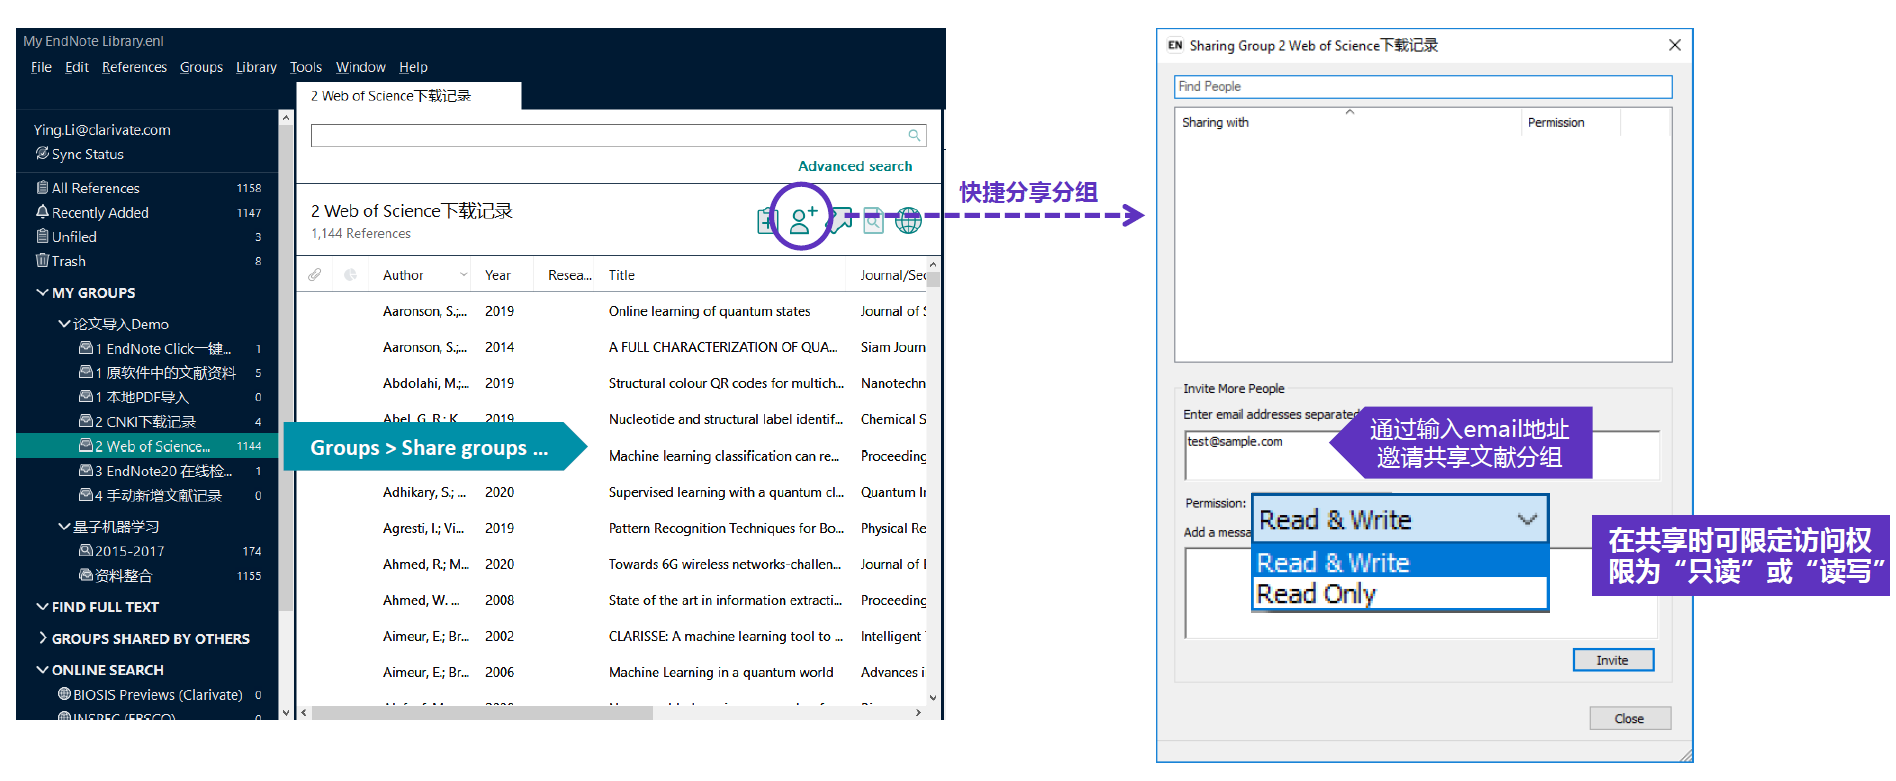 My EndNote Library.enl
File Edit References Groups Library Tools Window Help
2 Web of Science下载记录
Ying.Li@clarivate.com
Sync Status
All References 1158
Recently Added 1147
Unfiled 3
Trash 8
MY GROUPS
论文导入Demo
1 EndNote Click一键... 1
1 原软件中的文献资料 5
1 本地PDF导入 0
2 CNKI下载记录 4
2 Web of Science... 1144
3 EndNote20 在线检... 1
4 手动新增文献记录 0
量子机器学习
2015-2017 174
资料整合 1155
FIND FULL TEXT
GROUPS SHARED BY OTHERS
ONLINE SEARCH
BIOSIS Previews (Clarivate) 0
INSPEC (EBSCO) 0
Advanced search
2 Web of Science下载记录
1,144 References
Author Year Resea... Title Journal/Sec
Aaronson, S.;... 2019 Online learning of quantum states Journal of S
Aaronson, S.;... 2014 A FULL CHARACTERIZATION OF QUA... Siam Journ
Abdolahi, M.;... 2019 Structural colour QR codes for multich... Nanotechn
Abel, G. R.; K... 2019 Nucleotide and structural label identif... Chemical S
Groups > Share groups ...
Machine learning classification can re... Proceeding
Adhikary, S.; ... 2020 Supervised learning with a quantum cl... Quantum Ir
Agresti, I.; Vi... 2019 Pattern Recognition Techniques for Bo... Physical Re
Ahmed, R.; M... 2020 Towards 6G wireless networks-challen... Journal of I
Ahmed, W. ... 2008 State of the art in information extracti... Proceeding
Aimeur, E.; Br... 2002 CLARISSE: A machine learning tool to ... Intelligent
Aimeur, E.; Br... 2006 Machine Learning in a quantum world Advances i
快捷分享分组
EN Sharing Group 2 Web of Science下载记录
Find People
Sharing with Permission
Invite More People
Enter email addresses separated
test@sample.com
通过输入email地址
邀请共享文献分组
Permission: Read & Write
Add a messa
Read & Write
Read Only
在共享时可限定访问权
限为“只读”或“读写”
Invite
Close